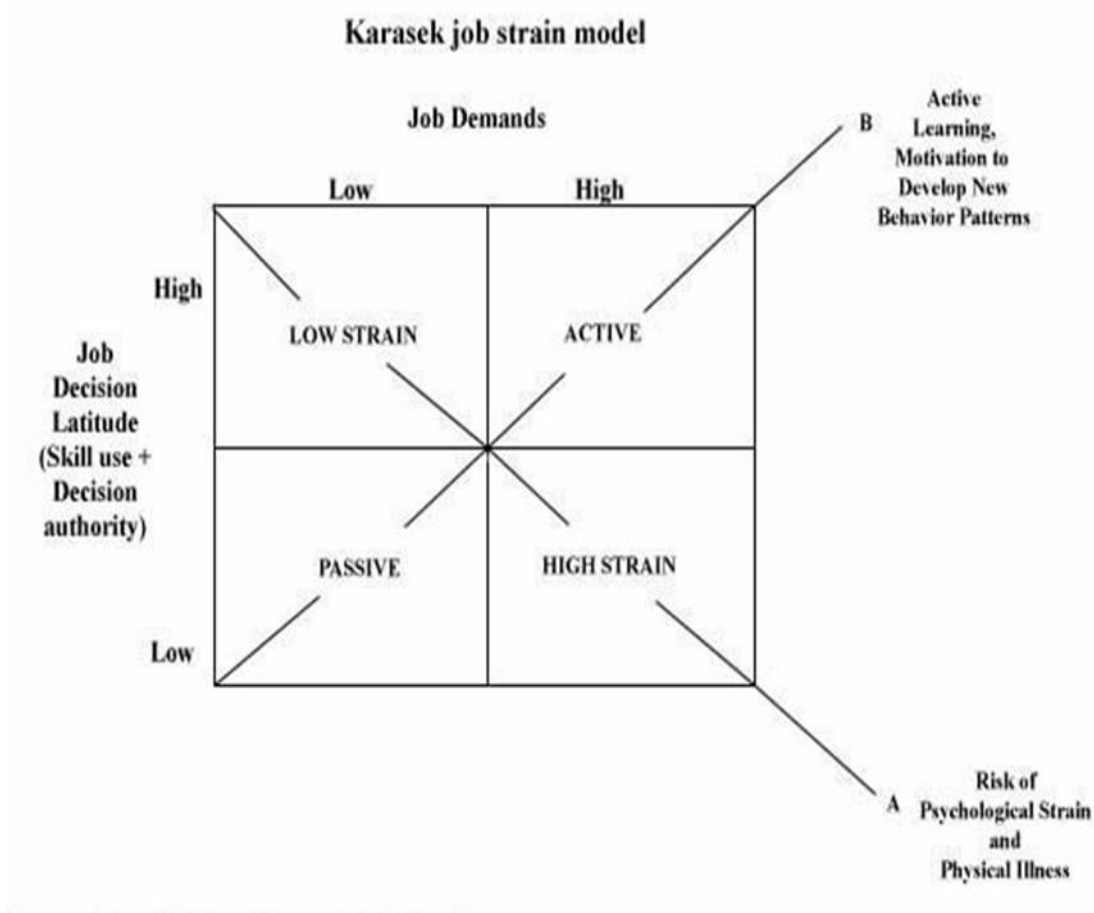 Karasek job strain model
Job Demands
Low
High
B
Active
Learning,
Motivation to
Develop New
Behavior Patterns
High
LOW STRAIN
ACTIVE
Job
Decision
Latitude
(Skill use +
Decision
authority)
PASSIVE
HIGH STRAIN
Low
A
Risk of
Psychological Strain
and
Physical Illness